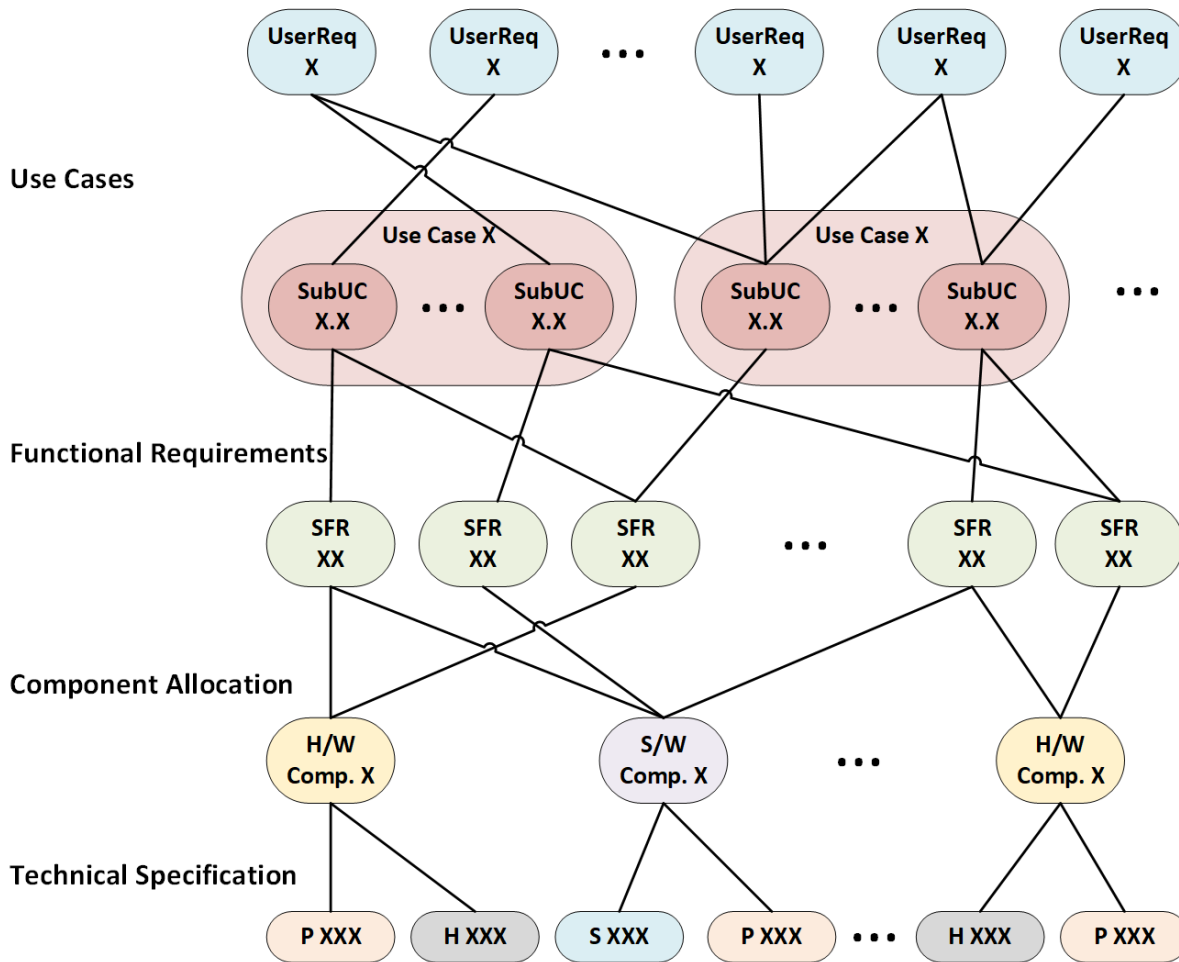 UserReq
X
UserReq
X
...
UserReq
X
UserReq
X
UserReq
X
Use Cases
Use Case X
SubUC
X.X
...
SubUC
X.X
Use Case X
SubUC
X.X
...
SubUC
X.X
...
Functional Requirements
SFR
XX
SFR
XX
SFR
XX
...
SFR
XX
SFR
XX
Component Allocation
H/W
Comp. X
S/W
Comp. X
...
H/W
Comp. X
Technical Specification
P XXX
H XXX
S XXX
P XXX
...
H XXX
P XXX